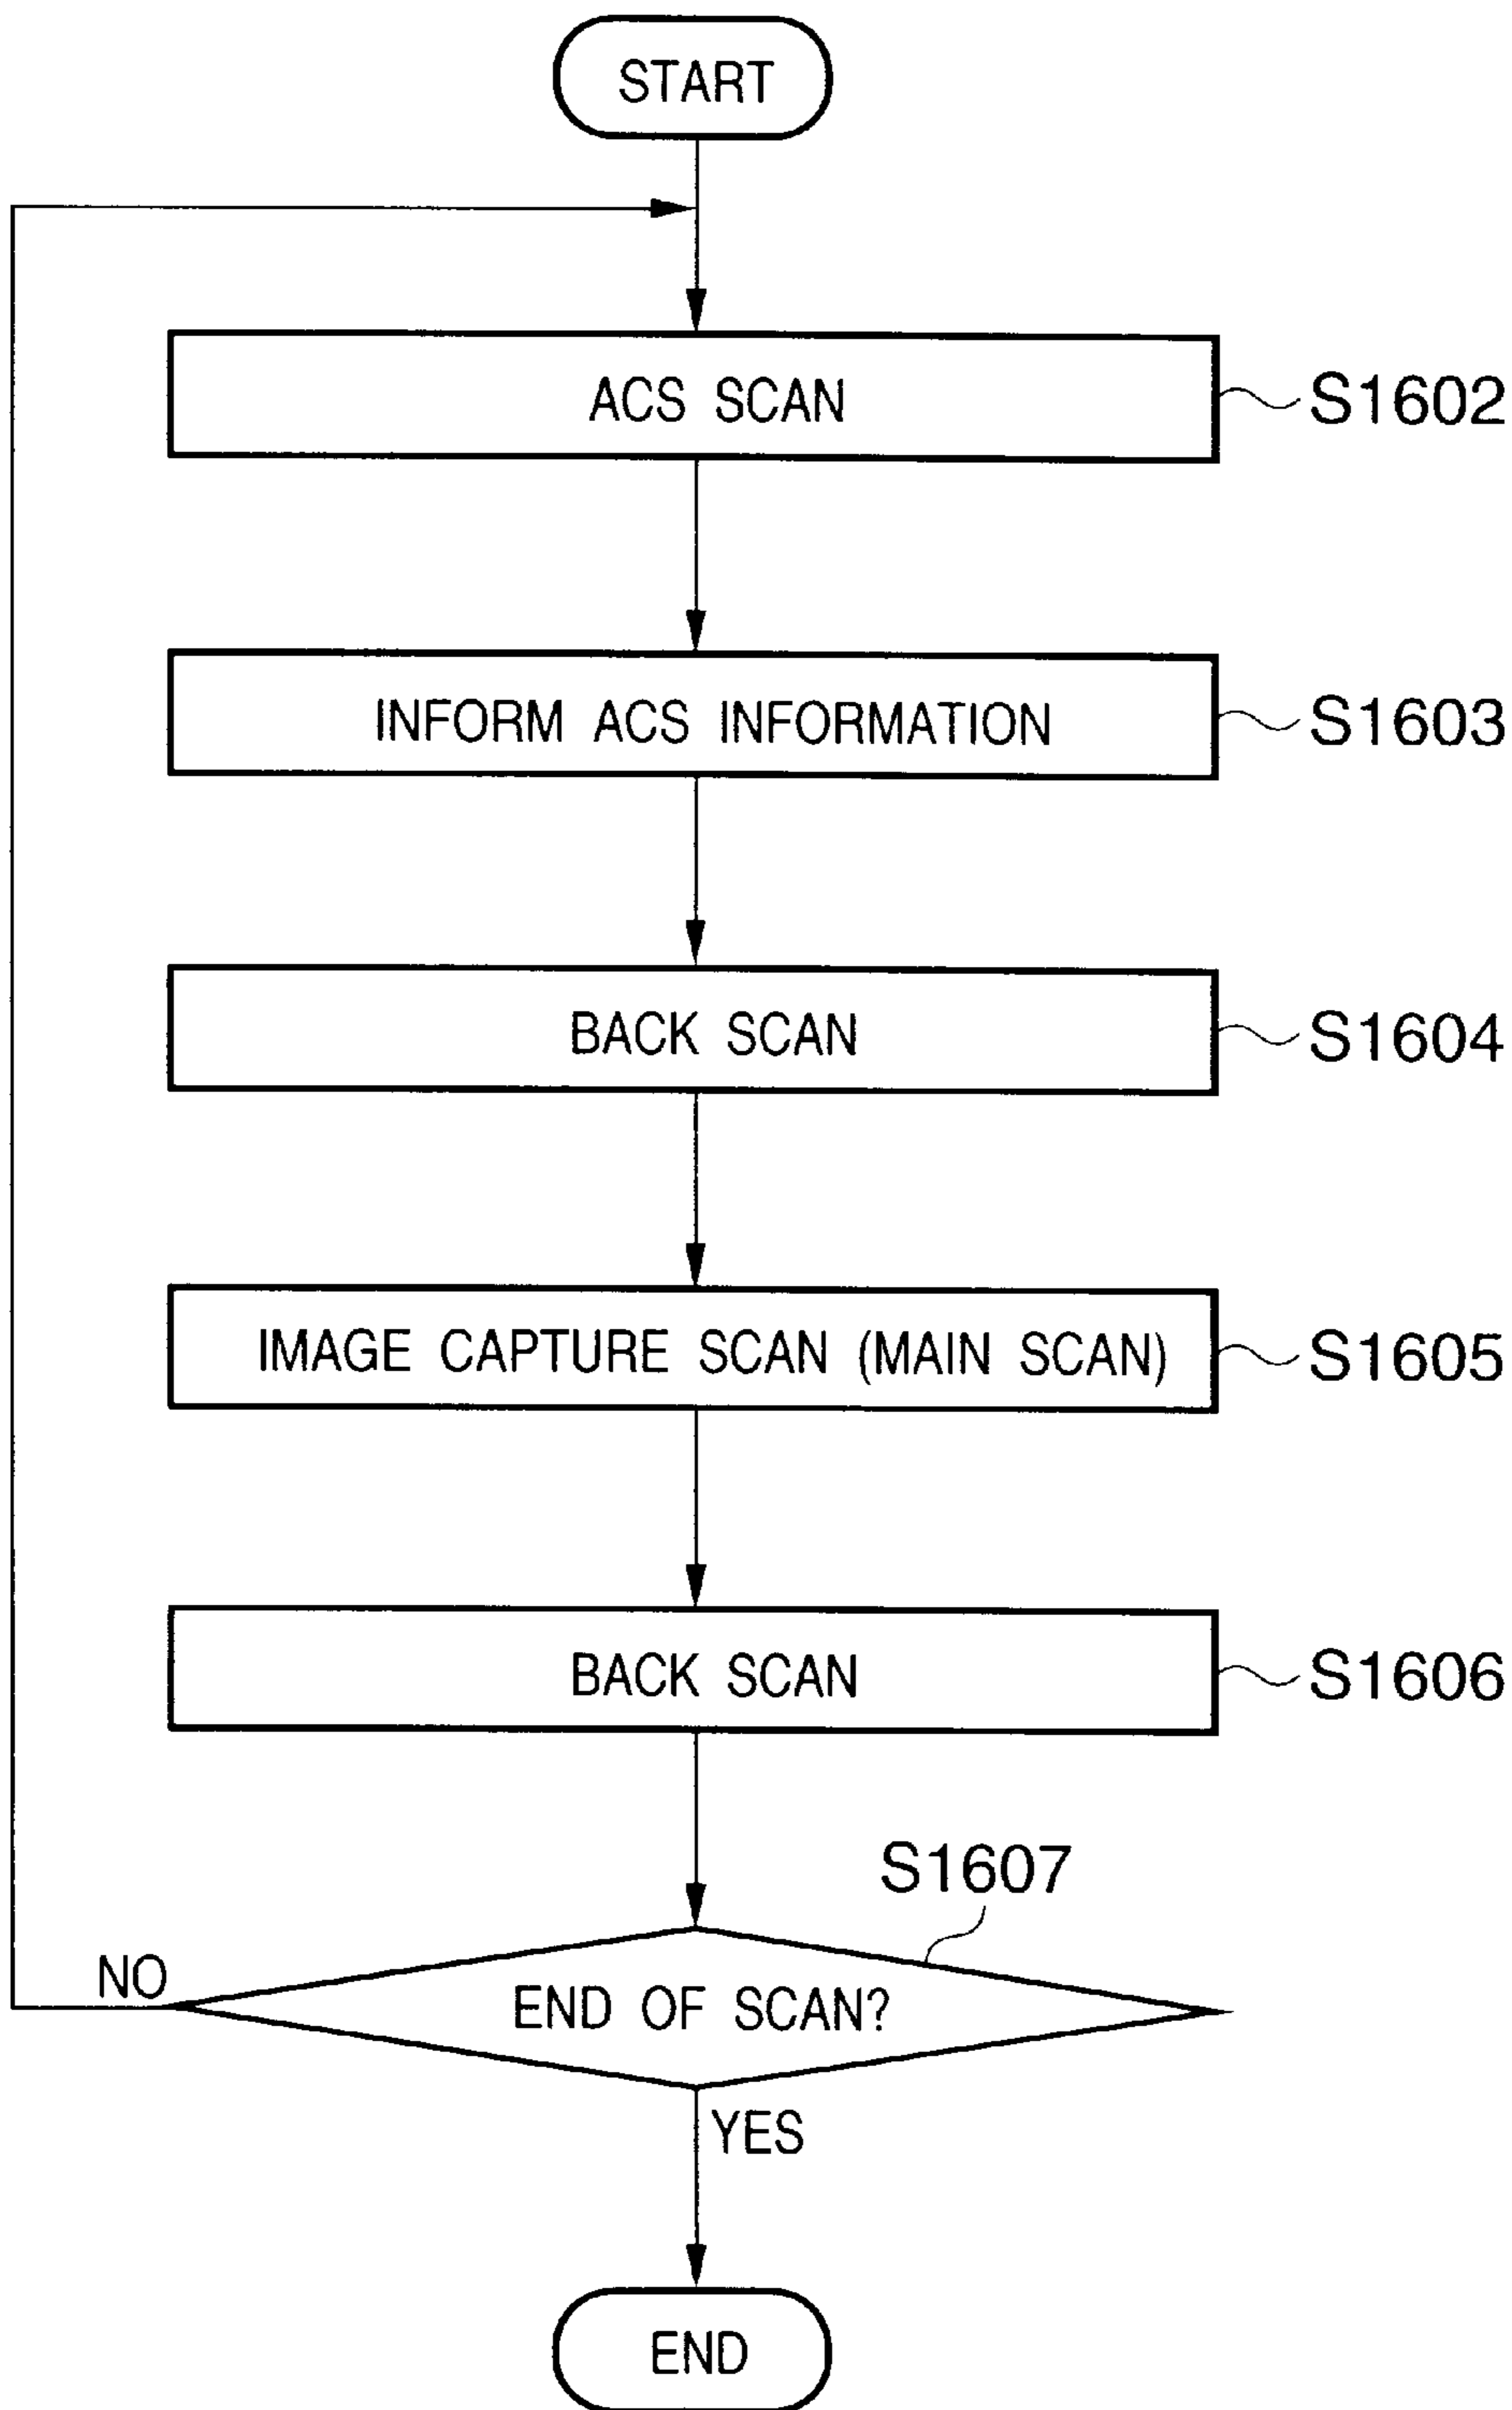 START
ACS SCAN
S1602
INFORM ACS INFORMATION
S1603
BACK SCAN
S1604
IMAGE CAPTURE SCAN (MAIN SCAN)
S1605
BACK SCAN
S1606
S1607
NO
END OF SCAN?
YES
END